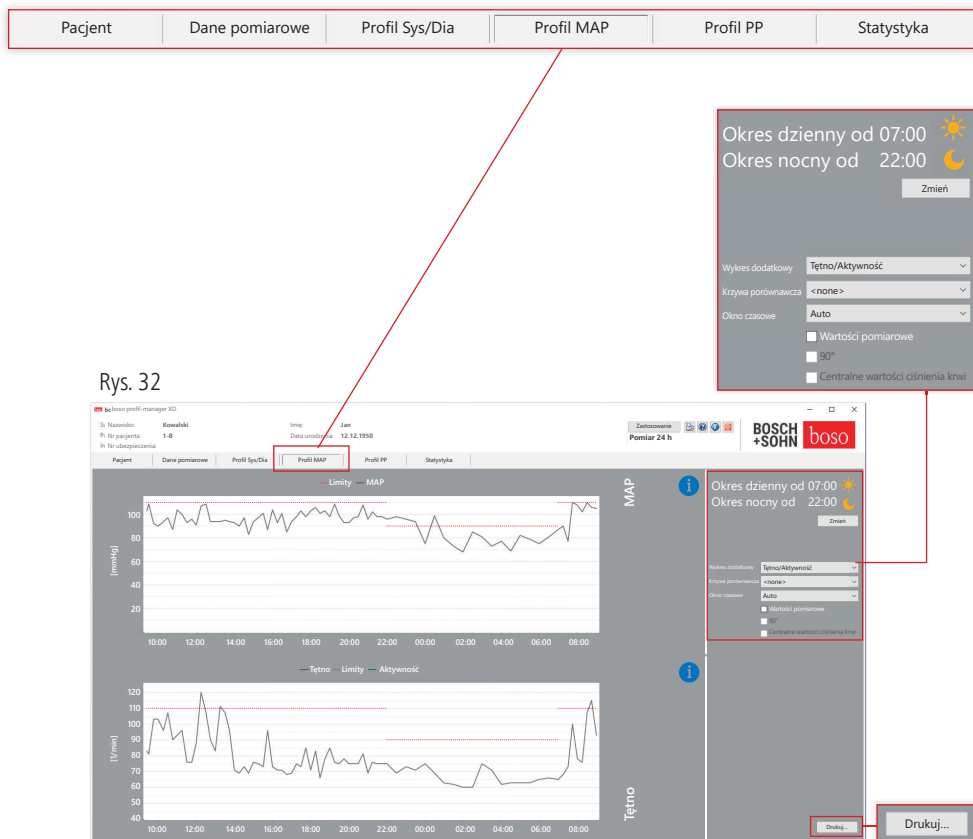 Pacjent Dane pomiarowe Profil Sys/Dia Profil MAP Profil PP Statystyka
Okres dzienny od 07:00
Okres nocny od 22:00
Zmień
Wykres dodatkowy Tętno/Aktywność
Krzywa porównawcza <none>
Okno czasowe Auto
Wartości pomiarowe
90°
Centralne wartości ciśnienia krwi
Rys. 32
boso profil-manager XD
Nazwisko: Kowalski Imię: Jan
Nr pacjenta: 1-B Data urodzenia: 12.12.1950
Nr ubezpieczenia:
Zastosowanie
Pomiar 24 h
BOSCH
+SOHN
boso
Pacjent Dane pomiarowe Profil Sys/Dia Profil MAP Profil PP Statystyka
Limity MAP
MAP
[mmHg]
100
80
60
40
20
10:00 12:00 14:00 16:00 18:00 20:00 22:00 00:00 02:00 04:00 06:00 08:00
Okres dzienny od 07:00
Okres nocny od 22:00
Zmień
Wykres dodatkowy Tętno/Aktywność
Krzywa porównawcza <none>
Okno czasowe Auto
Wartości pomiarowe
90°
Centralne wartości ciśnienia krwi
Tętno Limity Aktywność
Tętno
[1/min]
120
110
100
90
80
70
60
50
40
10:00 12:00 14:00 16:00 18:00 20:00 22:00 00:00 02:00 04:00 06:00 08:00
Drukuj...
Drukuj...